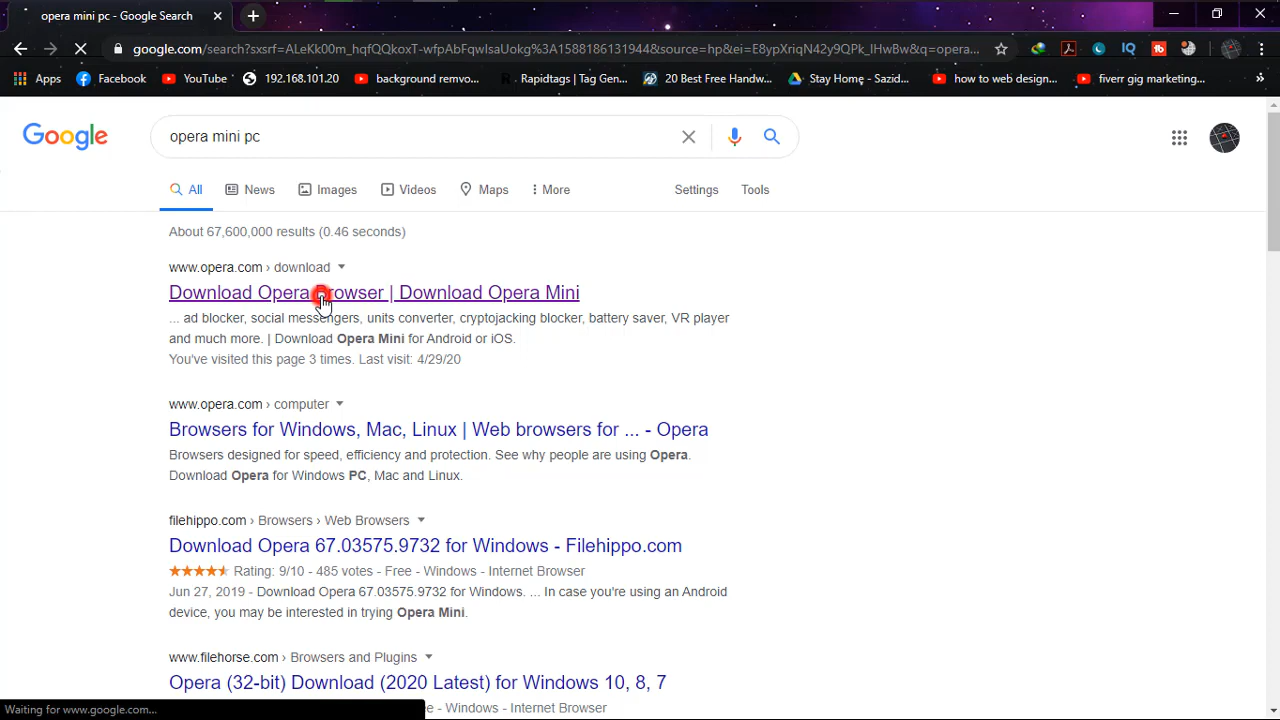 opera mini pc - Google Search
google.com/search?sxsrf=ALeKk00m_hqfQQkoxT-wfpAbFqwIsaUokg%3A1588186131944&source=hp&ei=E8ypXriqN42y9QPk_IHwBw&q=opera...
Apps Facebook YouTube 192.168.101.20 background remvo... Rapidtags | Tag Gen... 20 Best Free Handw... Stay Home - Sazid... how to web design... fiverr gig marketing... »
Google opera mini pc
All News Images Videos Maps More Settings Tools
About 67,600,000 results (0.46 seconds)
www.opera.com › download
Download Opera Browser | Download Opera Mini
... ad blocker, social messengers, units converter, cryptojacking blocker, battery saver, VR player
and much more. | Download Opera Mini for Android or iOS.
You've visited this page 3 times. Last visit: 4/29/20
www.opera.com › computer
Browsers for Windows, Mac, Linux | Web browsers for ... - Opera
Browsers designed for speed, efficiency and protection. See why people are using Opera.
Download Opera for Windows PC, Mac and Linux.
filehippo.com › Browsers › Web Browsers
Download Opera 67.03575.9732 for Windows - Filehippo.com
Rating: 9/10 - 485 votes - Free - Windows - Internet Browser
Jun 27, 2019 - Download Opera 67.03575.9732 for Windows. ... In case you're using an Android
device, you may be interested in trying Opera Mini.
www.filehorse.com › Browsers and Plugins
Opera (32-bit) Download (2020 Latest) for Windows 10, 8, 7
- Windows - Internet Browser
Waiting for www.google.com...